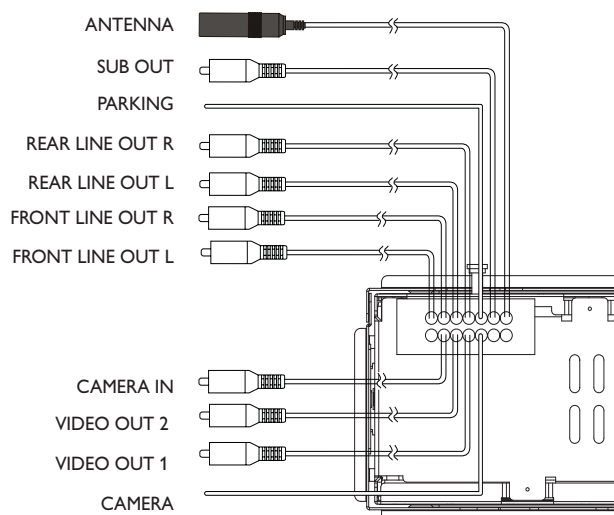 ANTENNA
SUB OUT
PARKING
REAR LINE OUT R
REAR LINE OUT L
FRONT LINE OUT R
FRONT LINE OUT L
CAMERA IN
VIDEO OUT 2
VIDEO OUT 1
CAMERA